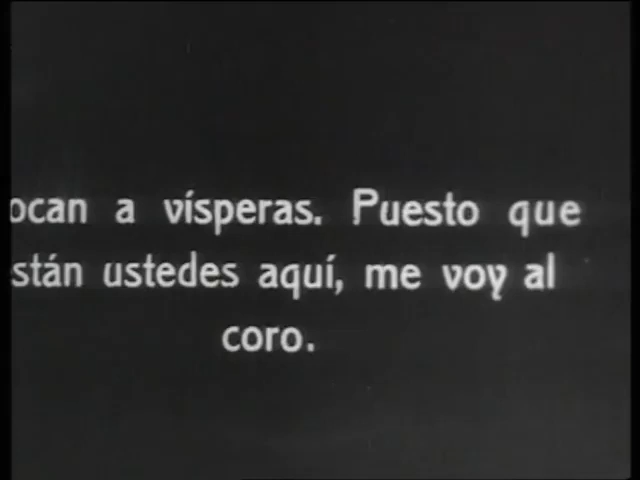 ocan a vísperas. Puesto que
stán ustedes aquí, me voy al
coro.